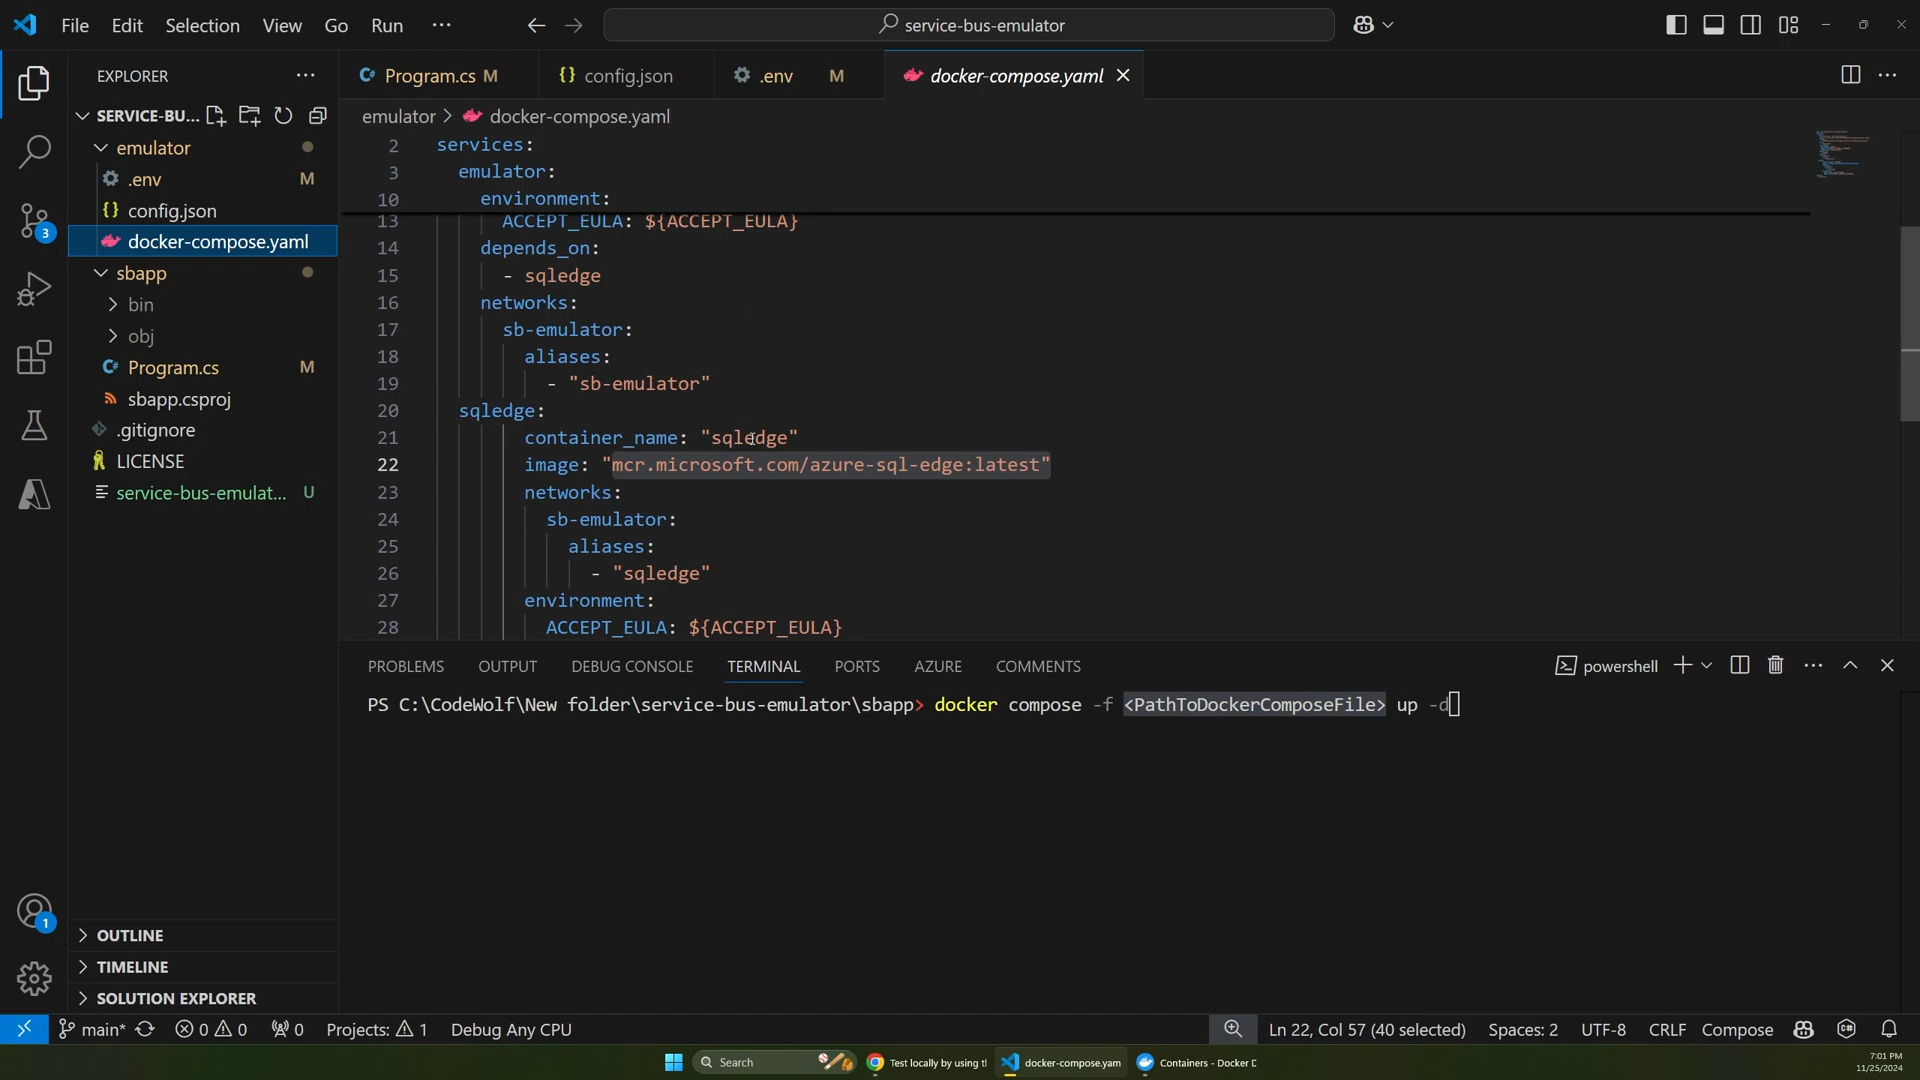 File Edit Selection View Go Run ···
service-bus-emulator
EXPLORER
SERVICE-BU...
emulator
.env M
config.json
docker-compose.yaml
sbapp
bin
obj
Program.cs M
sbapp.csproj
.gitignore
LICENSE
service-bus-emulat... U
OUTLINE
TIMELINE
SOLUTION EXPLORER
3
1
Program.cs M
config.json
.env M
docker-compose.yaml
emulator > docker-compose.yaml
2 services:
3 emulator:
10 environment:
13 ACCEPT_EULA: ${ACCEPT_EULA}
14 depends_on:
15 - sqledge
16 networks:
17 sb-emulator:
18 aliases:
19 - "sb-emulator"
20 sqledge:
21 container_name: "sqledge"
22 image: "mcr.microsoft.com/azure-sql-edge:latest"
23 networks:
24 sb-emulator:
25 aliases:
26 - "sqledge"
27 environment:
28 ACCEPT_EULA: ${ACCEPT_EULA}
PROBLEMS OUTPUT DEBUG CONSOLE TERMINAL PORTS AZURE COMMENTS
powershell
PS C:\CodeWolf\New folder\service-bus-emulator\sbapp> docker compose -f <PathToDockerComposeFile> up -d
main* 0 0 0 Projects: 1 Debug Any CPU
Ln 22, Col 57 (40 selected) Spaces: 2 UTF-8 CRLF Compose
Search
Test locally by using t
docker-compose.yam
Containers - Docker D
7:01 PM
11/25/2024